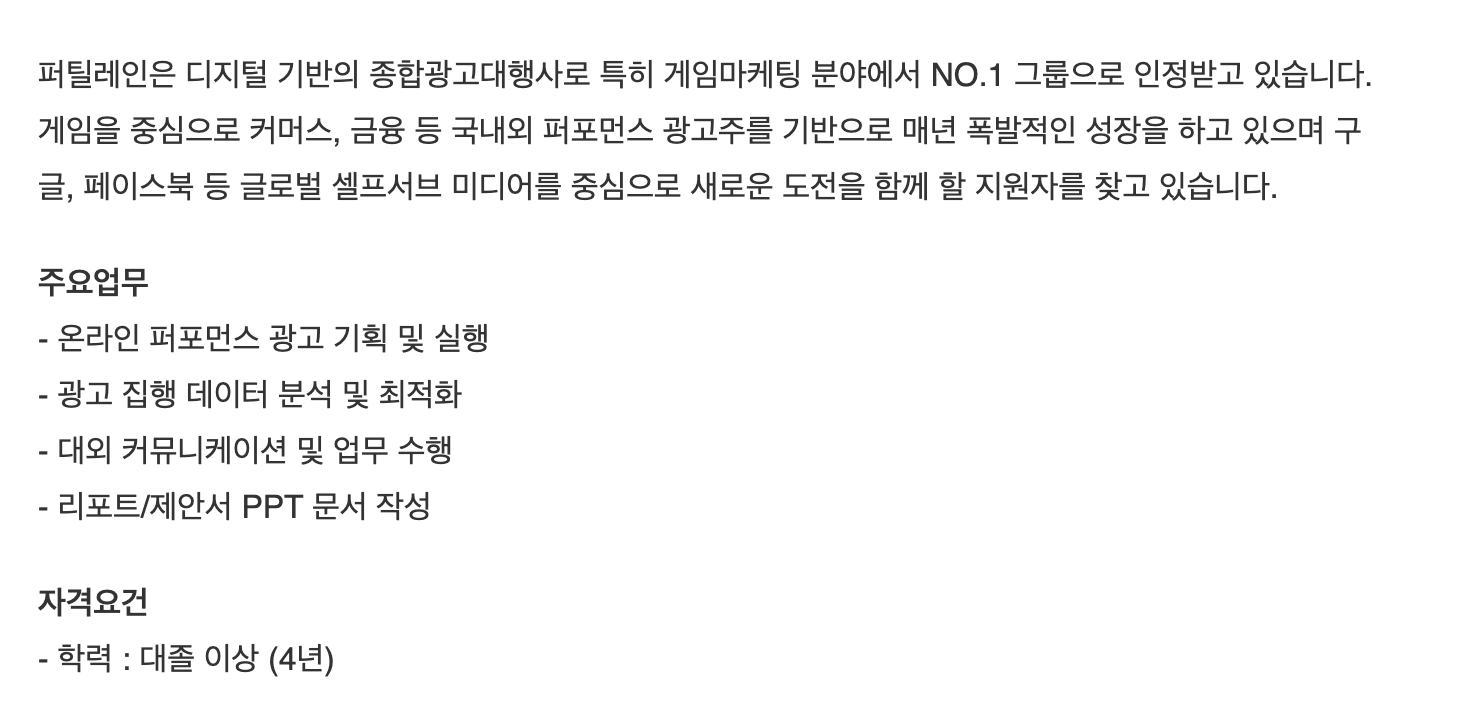 퍼틸레인은 디지털 기반의 종합광고대행사로 특히 게임마케팅 분야에서 NO.1 그룹으로 인정받고 있습니다.
게임을 중심으로 커머스, 금융 등 국내외 퍼포먼스 광고주를 기반으로 매년 폭발적인 성장을 하고 있으며 구
글, 페이스북 등 글로벌 셀프서브 미디어를 중심으로 새로운 도전을 함께 할 지원자를 찾고 있습니다.
주요업무
- 온라인 퍼포먼스 광고 기획 및 실행
- 광고 집행 데이터 분석 및 최적화
- 대외 커뮤니케이션 및 업무 수행
- 리포트/제안서 PPT 문서 작성
자격요건
- 학력 : 대졸 이상 (4년)